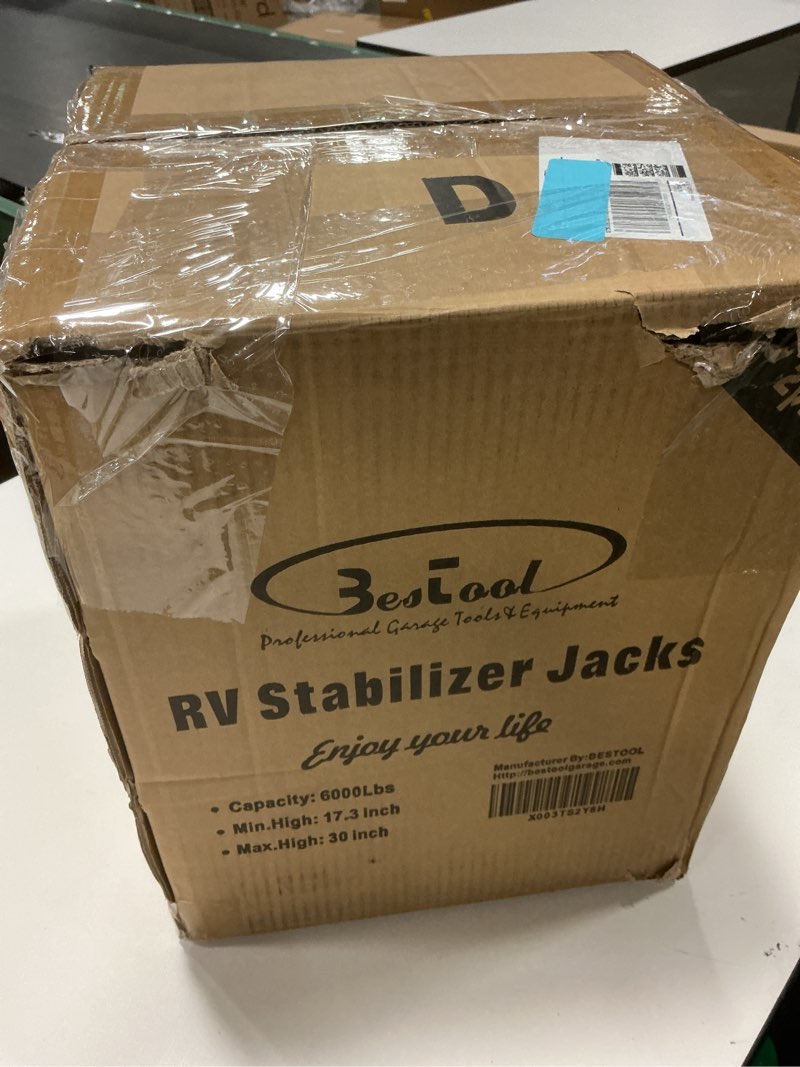 D
BesTool
Professional Garage Tools & Equipment
RV Stabilizer Jacks
Enjoy your life
• Capacity: 6000Lbs
• Min.High: 17.3 inch
• Max.High: 30 inch
Manufacturer By:BESTOOL
Http://bestoolgarage.com
X003TS2Y6H